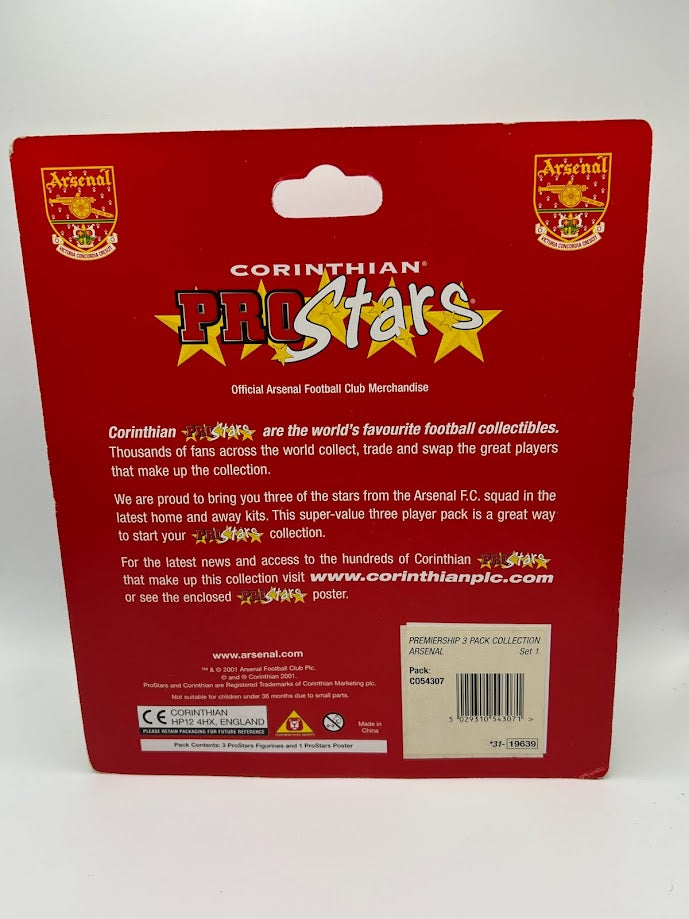 Arsenal
VICTORIA CONCORDIA CRESCIT
Arsenal
VICTORIA CONCORDIA CRESCIT
CORINTHIAN®
PROStars®
Official Arsenal Football Club Merchandise
Corinthian PROStars are the world's favourite football collectibles.
Thousands of fans across the world collect, trade and swap the great players
that make up the collection.
We are proud to bring you three of the stars from the Arsenal F.C. squad in the
latest home and away kits. This super-value three player pack is a great way
to start your PROStars collection.
For the latest news and access to the hundreds of Corinthian PROStars
that make up this collection visit www.corinthianplc.com
or see the enclosed PROStars poster.
www.arsenal.com
™ & © 2001 Arsenal Football Club Plc.
© and ® Corinthian 2001.
ProStars and Corinthian are Registered Trademarks of Corinthian Marketing plc.
Not suitable for children under 36 months due to small parts.
CE CORINTHIAN
HP12 4HX, ENGLAND
PLEASE RETAIN PACKAGING FOR FUTURE REFERENCE
0-3
Made in
China
Pack Contents: 3 ProStars Figurines and 1 ProStars Poster
PREMIERSHIP 3 PACK COLLECTION
ARSENAL Set 1
Pack:
C054307
5 029310 543071 >
*31- 19639